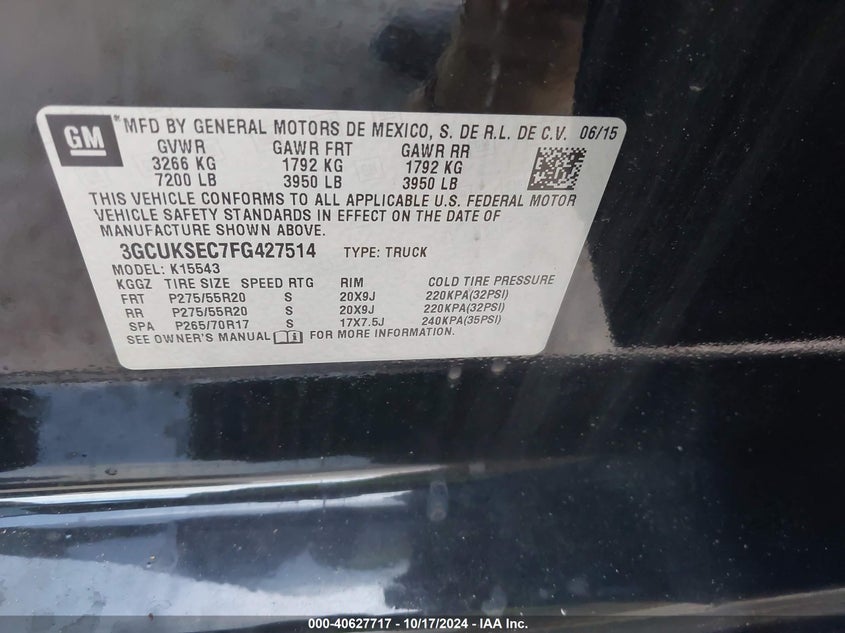 GM ® MFD BY GENERAL MOTORS DE MEXICO, S. DE R.L. DE C.V. 06/15
GVWR GAWR FRT GAWR RR
3266 KG 1792 KG 1792 KG
7200 LB 3950 LB 3950 LB
THIS VEHICLE CONFORMS TO ALL APPLICABLE U.S. FEDERAL MOTOR
VEHICLE SAFETY STANDARDS IN EFFECT ON THE DATE OF
MANUFACTURE SHOWN ABOVE.
3GCUKSEC7FG427514 TYPE: TRUCK
MODEL: K15543
KGGZ TIRE SIZE SPEED RTG RIM COLD TIRE PRESSURE
FRT P275/55R20 S 20X9J 220KPA(32PSI)
RR P275/55R20 S 20X9J 220KPA(32PSI)
SPA P265/70R17 S 17X7.5J 240KPA(35PSI)
SEE OWNER'S MANUAL FOR MORE INFORMATION.
000-40627717 - 10/17/2024 - IAA Inc.